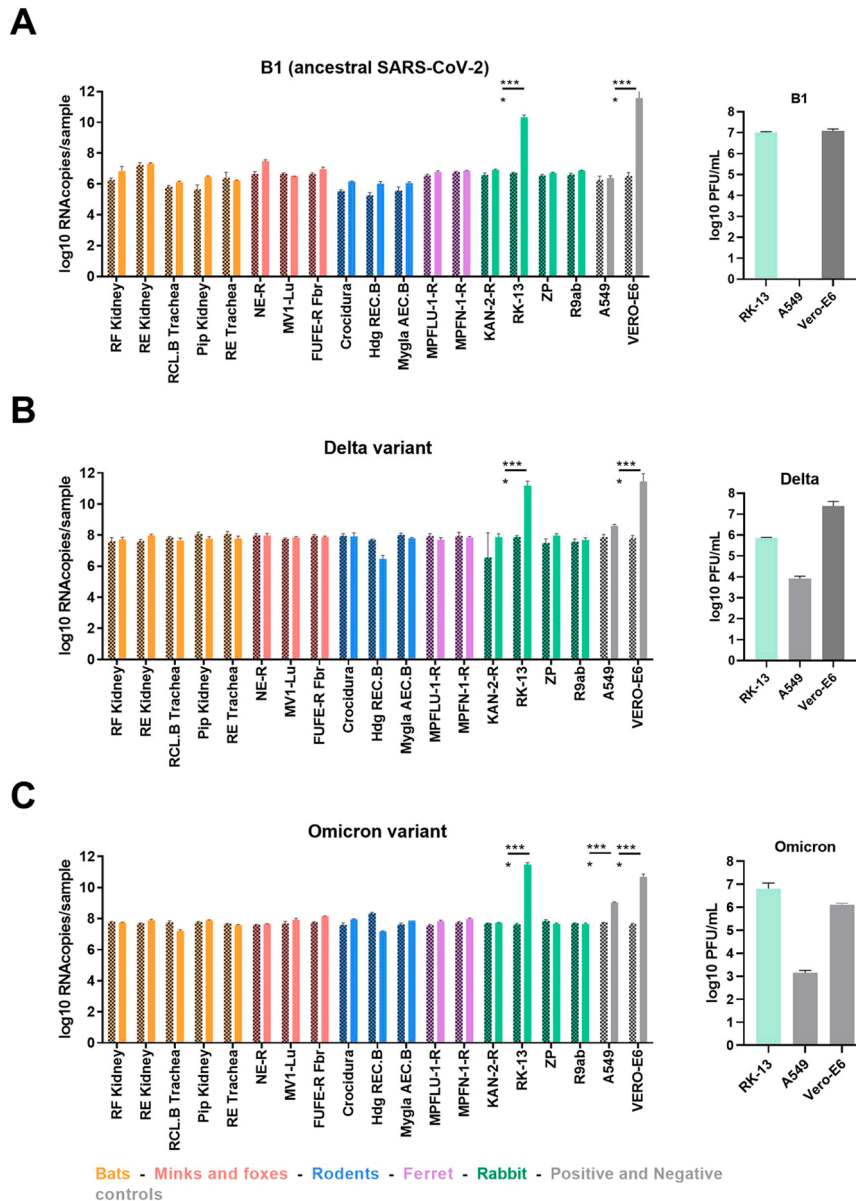 A
B1 (ancestral SARS-CoV-2)
log10 RNAcopies/sample
12
10
8
6
4
2
0
*** 
*
***
*
RF Kidney
RE Kidney
RCL.B Trachea
Pip Kidney
RE Trachea
NE-R
MV1-Lu
FUFE-R Fbr
Crocidura
Hdg REC.B
Mygla AEC.B
MPFLU-1-R
MPFN-1-R
KAN-2-R
RK-13
ZP
R9ab
A549
VERO-E6
B1
log10 PFU/mL
8
7
6
5
4
3
2
1
0
RK-13
A549
Vero-E6
B
Delta variant
log10 RNAcopies/sample
12
10
8
6
4
2
0
***
*
***
*
RF Kidney
RE Kidney
RCL.B Trachea
Pip Kidney
RE Trachea
NE-R
MV1-Lu
FUFE-R Fbr
Crocidura
Hdg REC.B
Mygla AEC.B
MPFLU-1-R
MPFN-1-R
KAN-2-R
RK-13
ZP
R9ab
A549
VERO-E6
Delta
log10 PFU/mL
8
7
6
5
4
3
2
1
0
RK-13
A549
Vero-E6
C
Omicron variant
log10 RNAcopies/sample
12
10
8
6
4
2
0
***
*
***
*
***
*
RF Kidney
RE Kidney
RCL.B Trachea
Pip Kidney
RE Trachea
NE-R
MV1-Lu
FUFE-R Fbr
Crocidura
Hdg REC.B
Mygla AEC.B
MPFLU-1-R
MPFN-1-R
KAN-2-R
RK-13
ZP
R9ab
A549
VERO-E6
Omicron
log10 PFU/mL
8
7
6
5
4
3
2
1
0
RK-13
A549
Vero-E6
Bats - Minks and foxes - Rodents - Ferret - Rabbit - Positive and Negative
controls